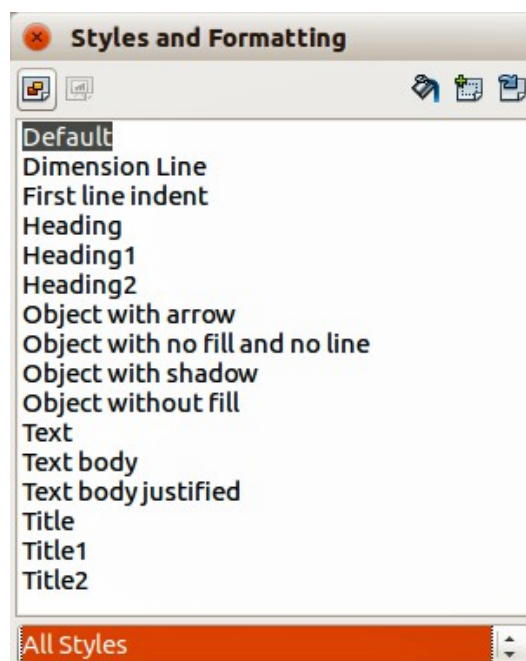 Styles and Formatting
Default
Dimension Line
First line indent
Heading
Heading1
Heading2
Object with arrow
Object with no fill and no line
Object with shadow
Object without fill
Text
Text body
Text body justified
Title
Title1
Title2
All Styles